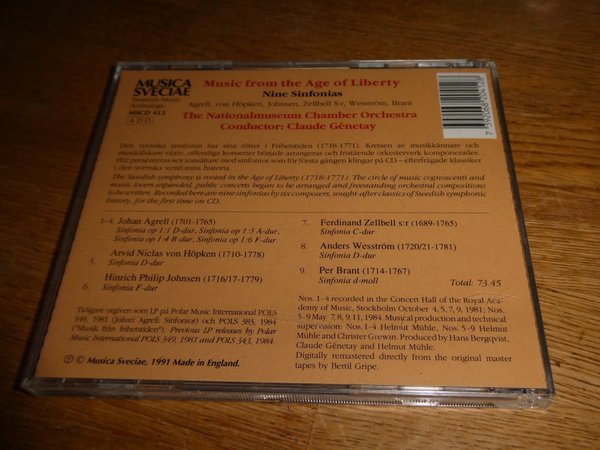 MUSICA
SVECIAE
Swedish Music
Anthology
MSCD 412
ADD
Music from the Age of Liberty
Nine Sinfonias
Agrell, von Höpken, Johnsen, Zellbell S:r, Wesström, Brant
The Nationalmuseum Chamber Orchestra
Conductor: Claude Génetay
Den svenska symfonin har sina rötter i Frihetstiden (1718-1771). Kretsen av musikkännare och
musikälskare växte, offentliga konserter började arrangeras och fristående orkesterverk komponerades.
Här presenteras sex tonsättare med sinfonior som för första gången klingar på CD—efterfrågade klassiker
i den svenska symfonins historia.
The Swedish symphony is rooted in the Age of Liberty (1718-1771). The circle of music cognoscenti and
music lovers expanded, public concerts began to be arranged and freestanding orchestral compositions
to be written. Recorded here are nine sinfonias by six composers, sought-after classics of Swedish symphonic
history, for the first time on CD.
1-4. Johan Agrell (1701-1765)
Sinfonia op 1:1 D-dur, Sinfonia op 1:3 A-dur,
Sinfonia op 1:4 B-dur, Sinfonia op 1:6 F-dur
Arvid Niclas von Höpken (1710-1778)
5. Sinfonia D-dur
Hinrich Philip Johnsen (1716/17-1779)
6. Sinfonia F-dur
7. Ferdinand Zellbell s:r (1689-1765)
Sinfonia C-dur
8. Anders Wesström (1720/21-1781)
Sinfonia D-dur
9. Per Brant (1714-1767)
Sinfonia d-moll
Total: 73.45
Tidigare utgiven som LP på Polar Music International POLS
349, 1981 (Johan Agrell Sinfonior) och POLS 383, 1984
("Musik från frihetstiden"). Previous LP releases by Polar
Music International POLS 349, 1981 and POLS 343, 1984.
Ⓟ © Musica Sveciae, 1991 Made in England.
Nos. 1-4 recorded in the Concert Hall of the Royal Academy
of Music, Stockholm October 4, 5, 7, 9, 1981; Nos.
5-9 May 7, 8, 9, 11, 1984. Musical production and technical
supervision: Nos 1-4 Helmut Mühle, Nos 5-9 Helmut
Mühle and Christer Grewin. Produced by Hans Bergqvist,
Claude Génetay and Helmut Mühle.
Digitally remastered directly from the original master
tapes by Bertil Gripe.